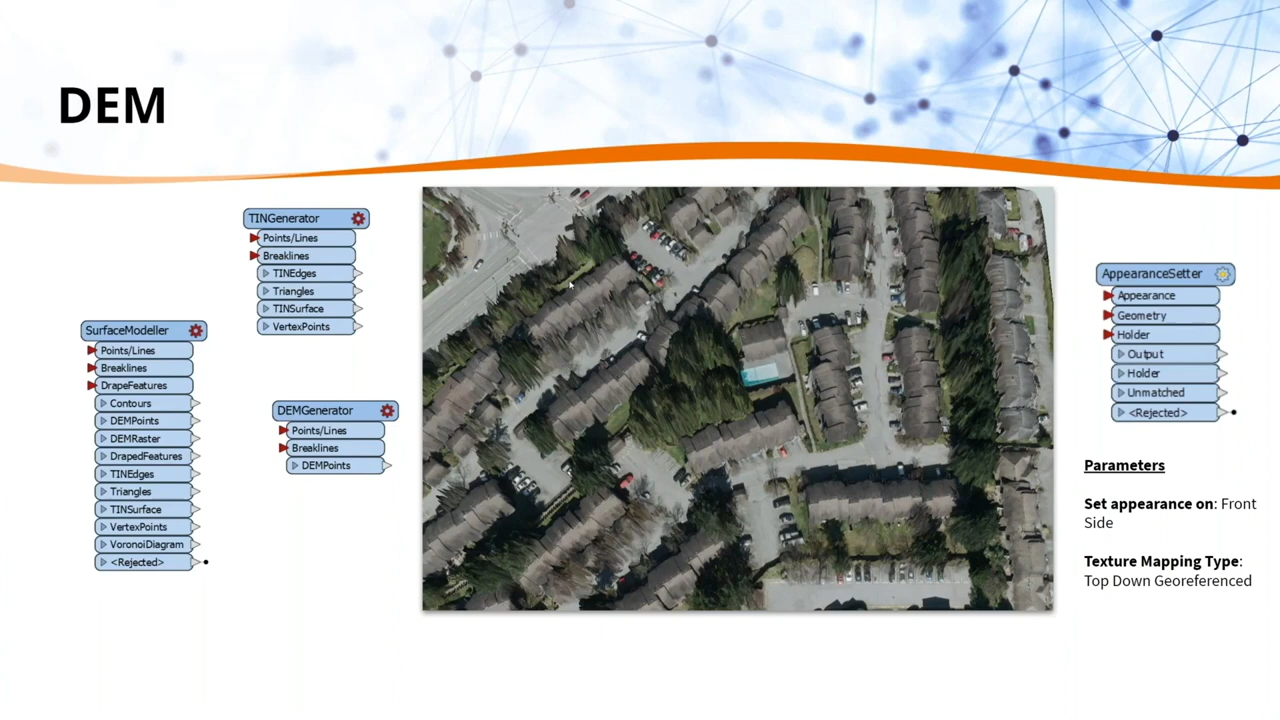 DEM
TINGenerator
Points/Lines
Breaklines
TINEdges
Triangles
TINSurface
VertexPoints
SurfaceModeller
Points/Lines
Breaklines
DrapeFeatures
Contours
DEMPoints
DEMRaster
DrapedFeatures
TINEdges
Triangles
TINSurface
VertexPoints
VoronoiDiagram
<Rejected>
DEMGenerator
Points/Lines
Breaklines
DEMPoints
AppearanceSetter
Appearance
Geometry
Holder
Output
Holder
Unmatched
<Rejected>
Parameters
Set appearance on: Front
Side
Texture Mapping Type:
Top Down Georeferenced